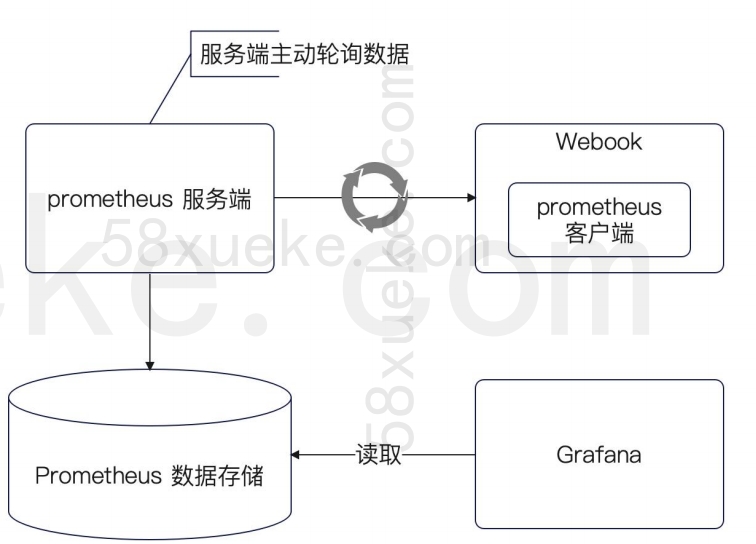 服务端主动轮询数据
Webook
prometheus 服务端
prometheus
客户端
58xueke.com
58xueke.com
eke.com
Prometheus 数据存储
读取
Grafana